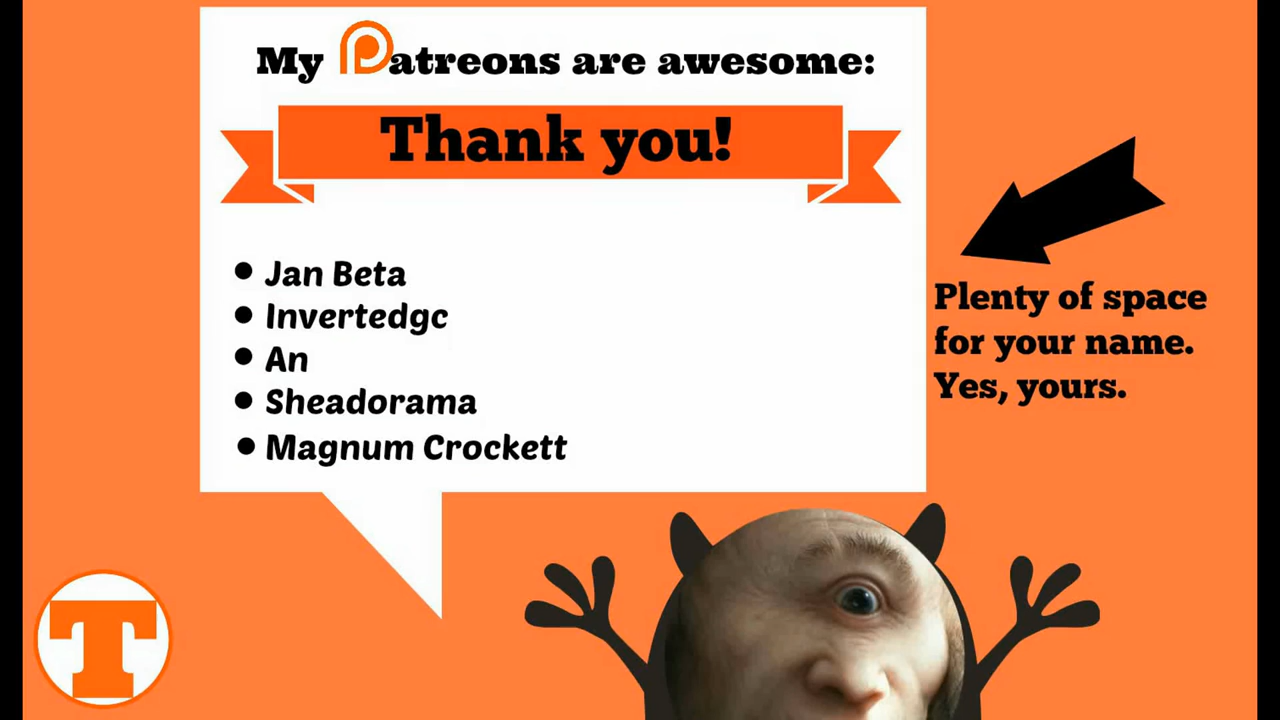 My Patreons are awesome:
Thank you!
• Jan Beta
• Invertedgc
• An
• Sheadorama
• Magnum Crockett
Plenty of space
for your name.
Yes, yours.
T